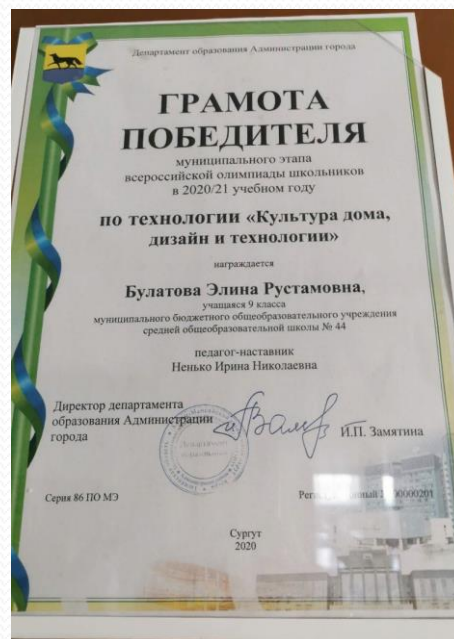 Департамент образования Администрации города
ГРАМОТА
ПОБЕДИТЕЛЯ
муниципального этапа
всероссийской олимпиады школьников
в 2020/21 учебном году
по технологии «Культура дома,
дизайн и технологии»
награждается
Булатова Элина Рустамовна,
учащаяся 9 класса
муниципального бюджетного общеобразовательного учреждения
средней общеобразовательной школы № 44
педагог-наставник
Ненько Ирина Николаевна
Директор департамента
образования Администрации
города
И.П. Замятина
Серия 86 ПО МЭ
Сургут
2020